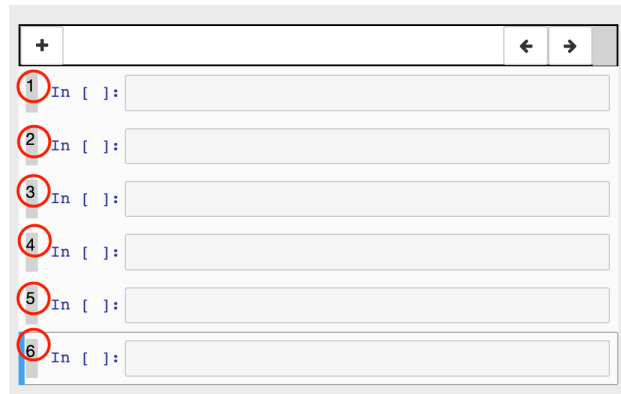 +
1 In [ ]:
2 In [ ]:
3 In [ ]:
4 In [ ]:
5 In [ ]:
6 In [ ]: